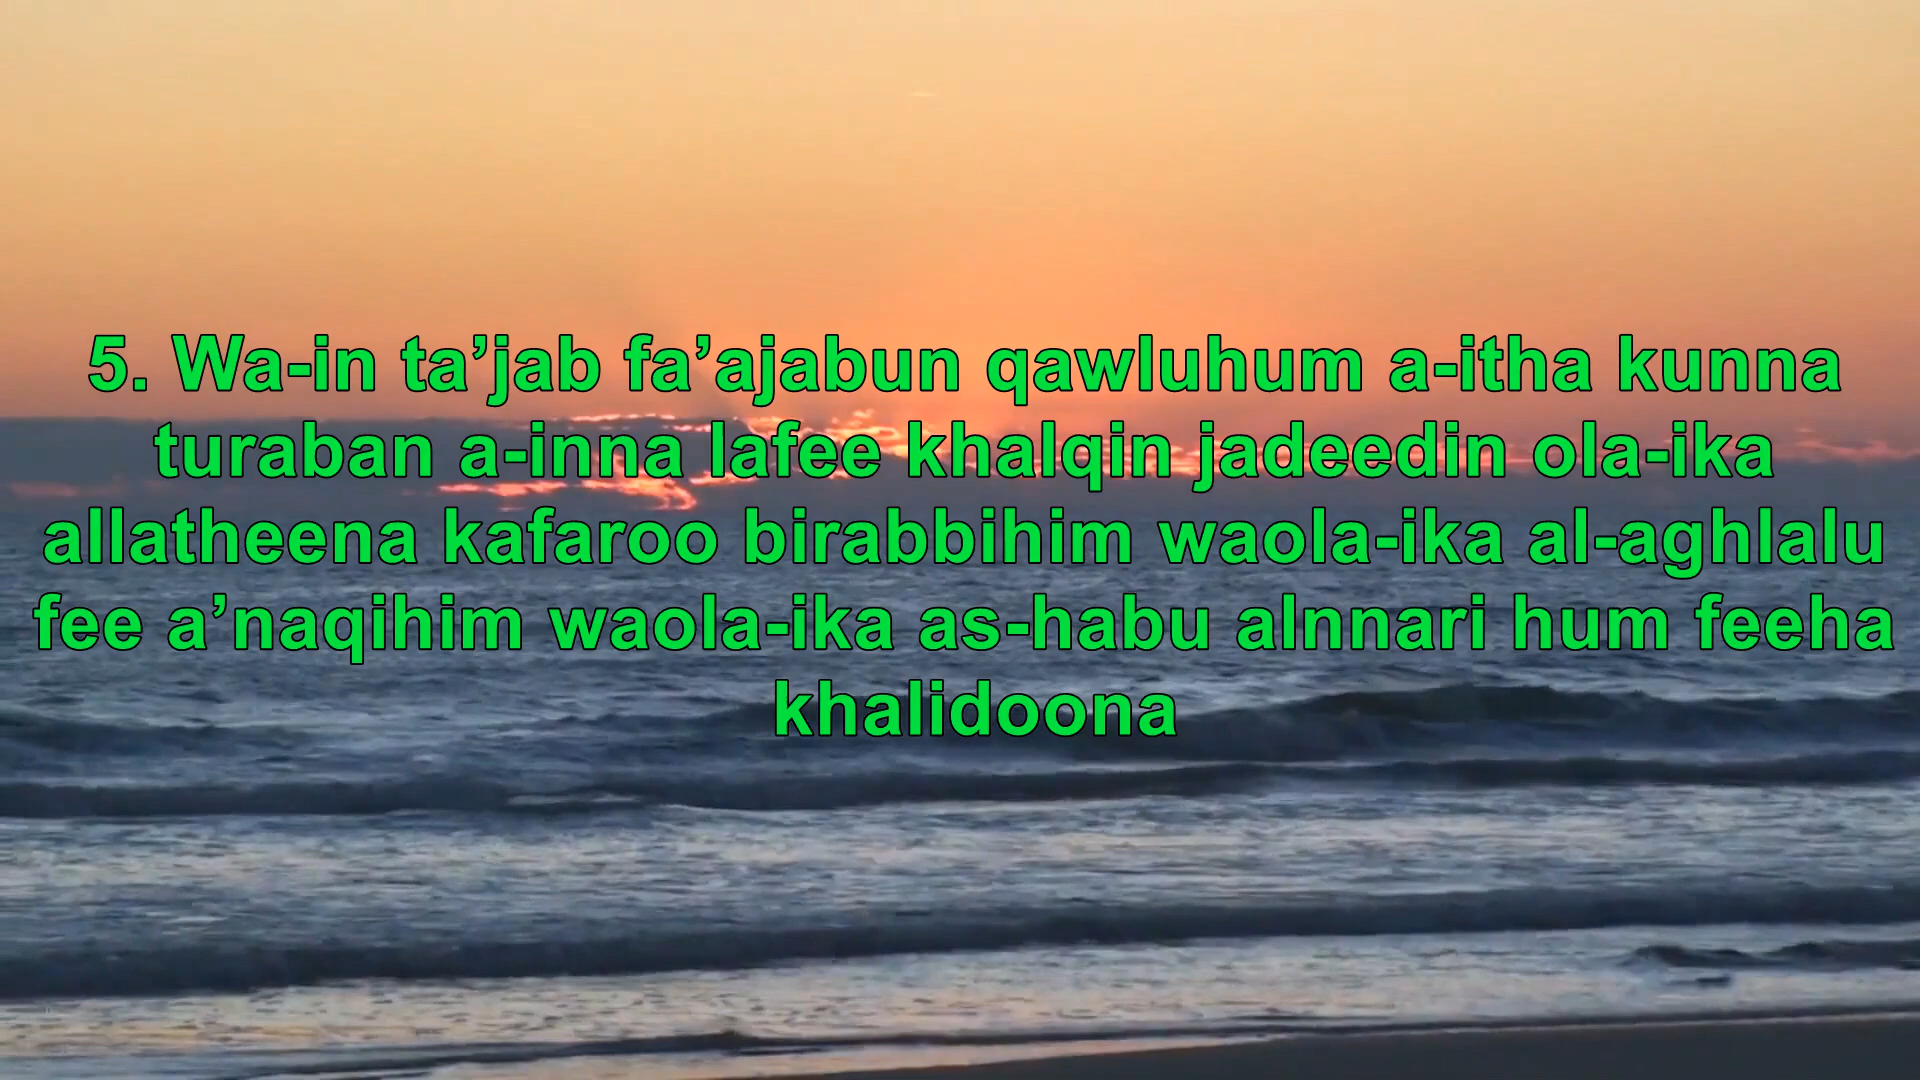 5. Wa-in ta’jab fa’ajabun qawluhum a-itha kunna
turaban a-inna lafee khalqin jadeedin ola-ika
allatheena kafaroo birabbihim waola-ika al-aghlalu
fee a’naqihim waola-ika as-habu alnnari hum feeha
khalidoona